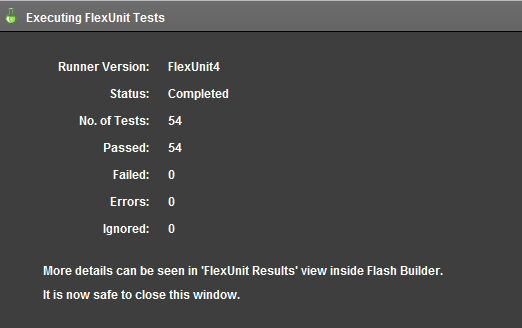 Executing FlexUnit Tests
Runner Version: FlexUnit4
Status: Completed
No. of Tests: 54
Passed: 54
Failed: 0
Errors: 0
Ignored: 0
More details can be seen in 'FlexUnit Results' view inside Flash Builder.
It is now safe to close this window.